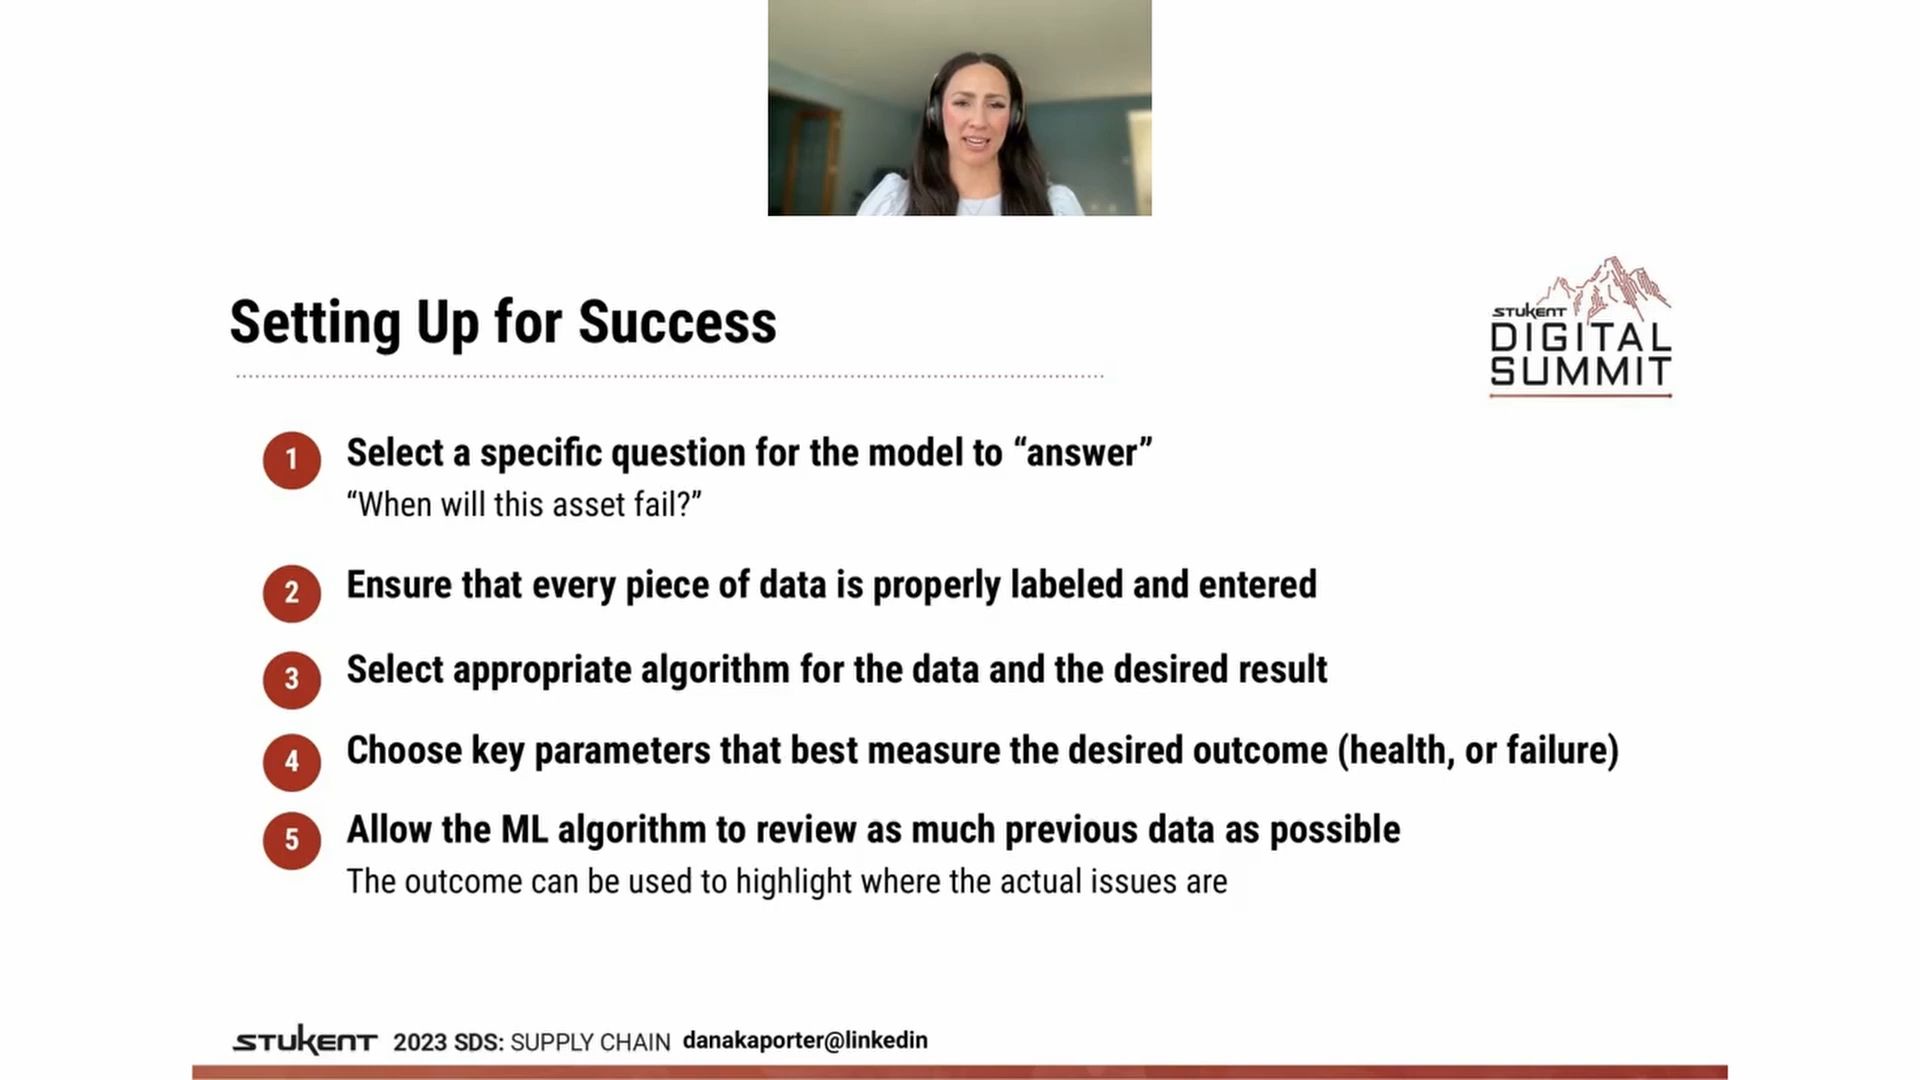 Setting Up for Success
STUKENT
DIGITAL
SUMMIT
1 Select a specific question for the model to “answer”
“When will this asset fail?”
2 Ensure that every piece of data is properly labeled and entered
3 Select appropriate algorithm for the data and the desired result
4 Choose key parameters that best measure the desired outcome (health, or failure)
5 Allow the ML algorithm to review as much previous data as possible
The outcome can be used to highlight where the actual issues are
STUKENT 2023 SDS: SUPPLY CHAIN danakaporter@linkedin